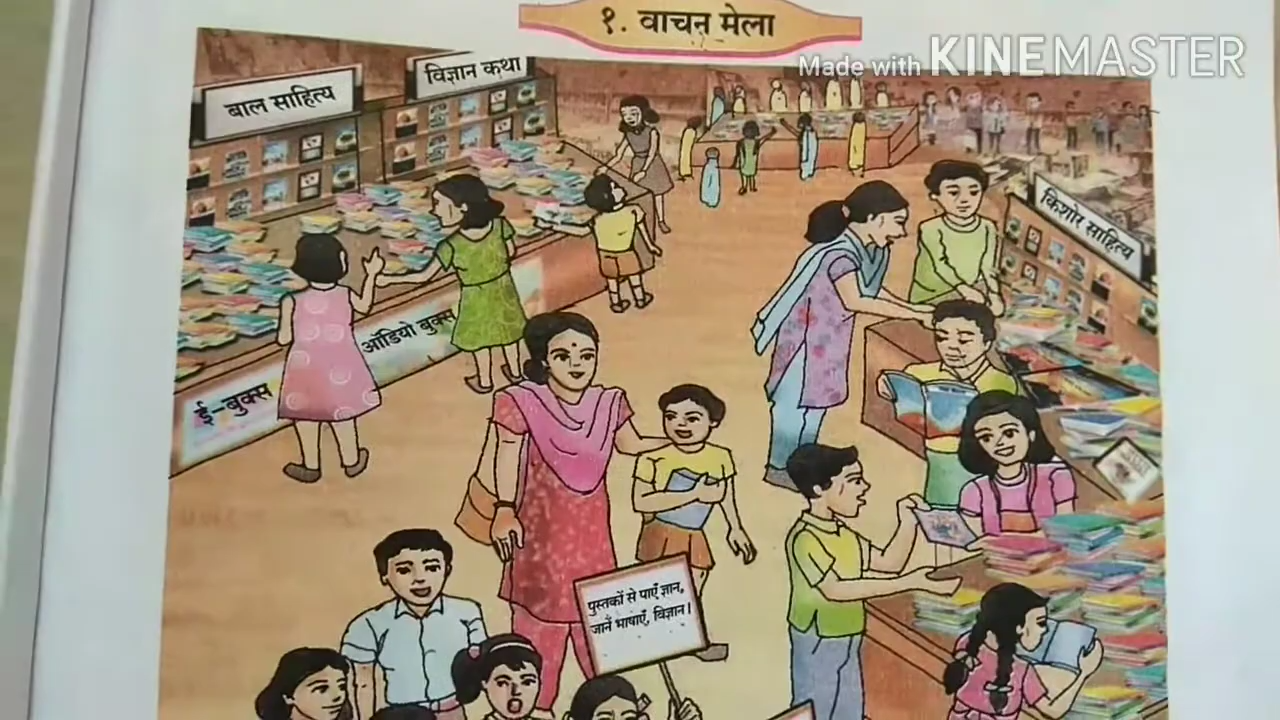 १. वाचन मेला
Made with KINEMASTER
विज्ञान कथा
बाल साहित्य
किशोर साहित्य
ऑडियो बुक्स
ई-बुक्स
पुस्तकों से पाएँ ज्ञान,
जानें भाषाएँ, विज्ञान।